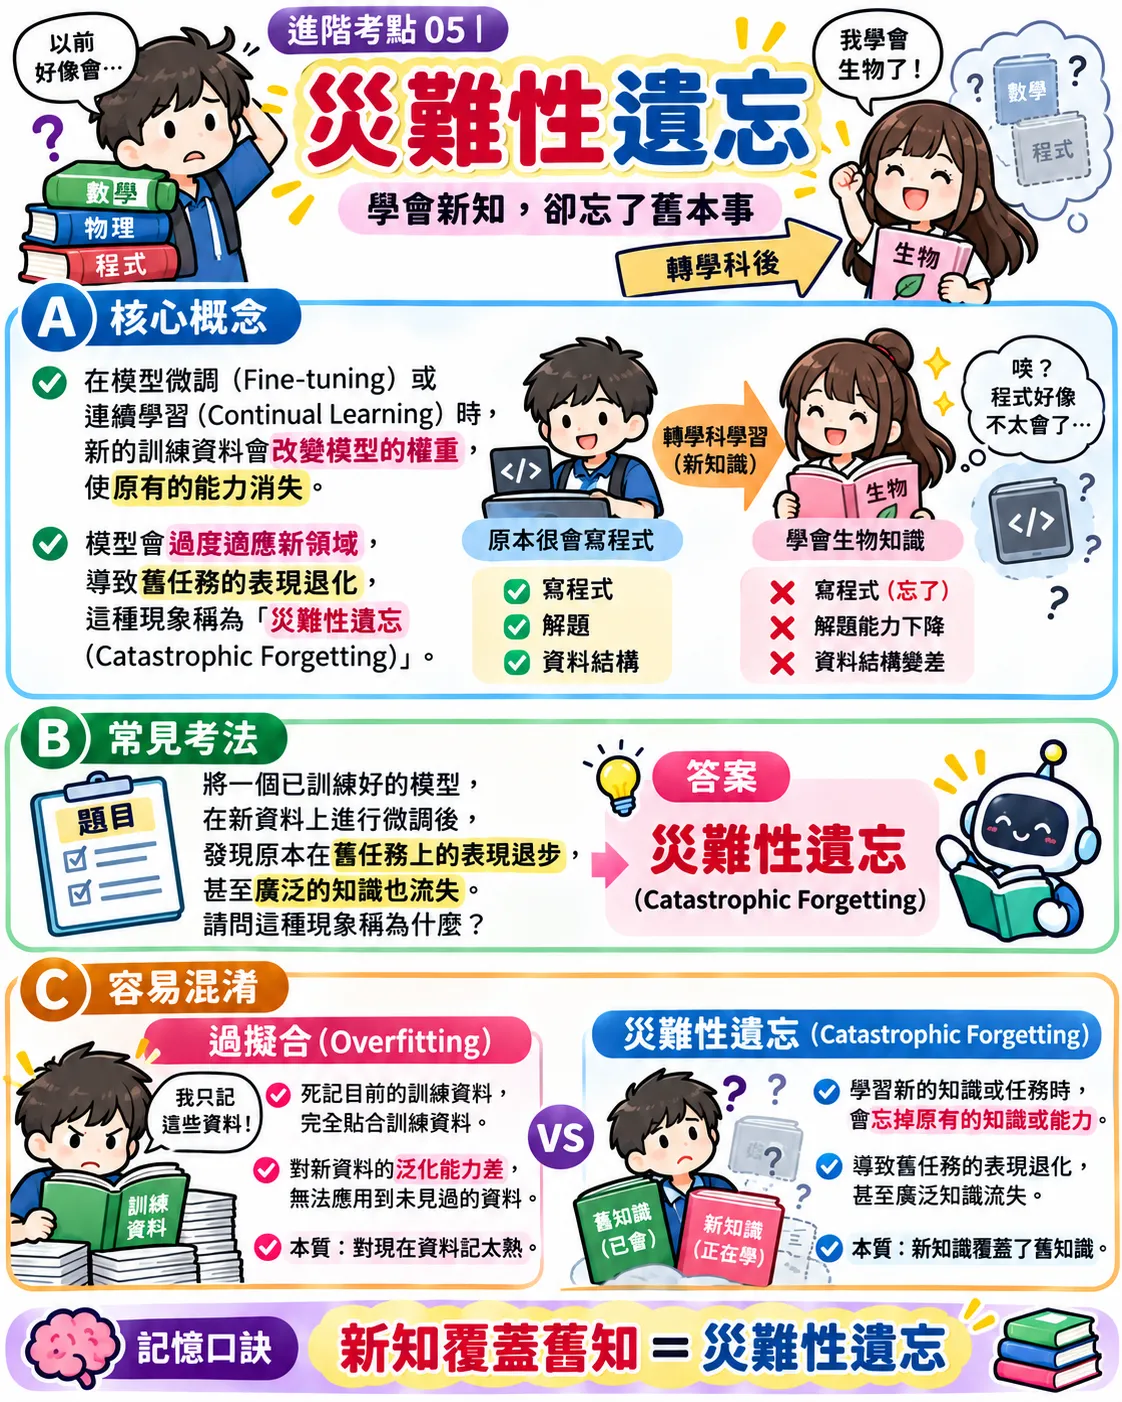 以前
好像會…
進階考點 05 |
災難性遺忘
學會新知，卻忘了舊本事
我學會
生物了！
數學
程式
數學
物理
程式
轉學科後
生物
A 核心概念
在模型微調（Fine-tuning）或
連續學習 (Continual Learning）時，
新的訓練資料會改變模型的權重，
使原有的能力消失。
模型會過度適應新領域，
導致舊任務的表現退化，
這種現象稱為「災難性遺忘
(Catastrophic Forgetting)」。
</>
原本很會寫程式
寫程式
解題
資料結構
轉學科學習
（新知識）
生物
學會生物知識
寫程式 (忘了)
解題能力下降
資料結構變差
咦？
程式好像
不太會了…
</>
B 常見考法
題目
將一個已訓練好的模型，
在新資料上進行微調後，
發現原本在舊任務上的表現退步，
甚至廣泛的知識也流失。
請問這種現象稱為什麼？
答案
災難性遺忘
(Catastrophic Forgetting)
C 容易混淆
過擬合 (Overfitting)
我只記
這些資料！
訓練
資料
死記目前的訓練資料，
完全貼合訓練資料。
對新資料的泛化能力差，
無法應用到未見過的資料。
本質：對現在資料記太熟。
VS
災難性遺忘 (Catastrophic Forgetting)
舊知識
（已會）
新知識
（正在學）
學習新的知識或任務時，
會忘掉原有的知識或能力。
導致舊任務的表現退化，
甚至廣泛知識流失。
本質：新知識覆蓋了舊知識。
記憶口訣
新知覆蓋舊知＝災難性遺忘